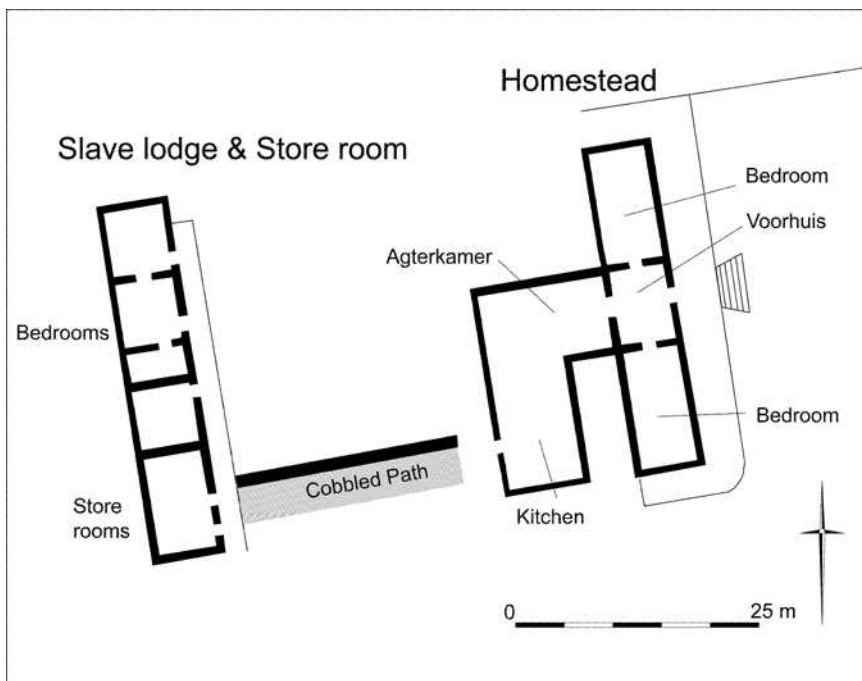 Homestead
Slave lodge & Store room
Bedroom
Voorhuis
Agterkamer
Bedrooms
Bedroom
Cobbled Path
Store
rooms
Kitchen
0 25 m